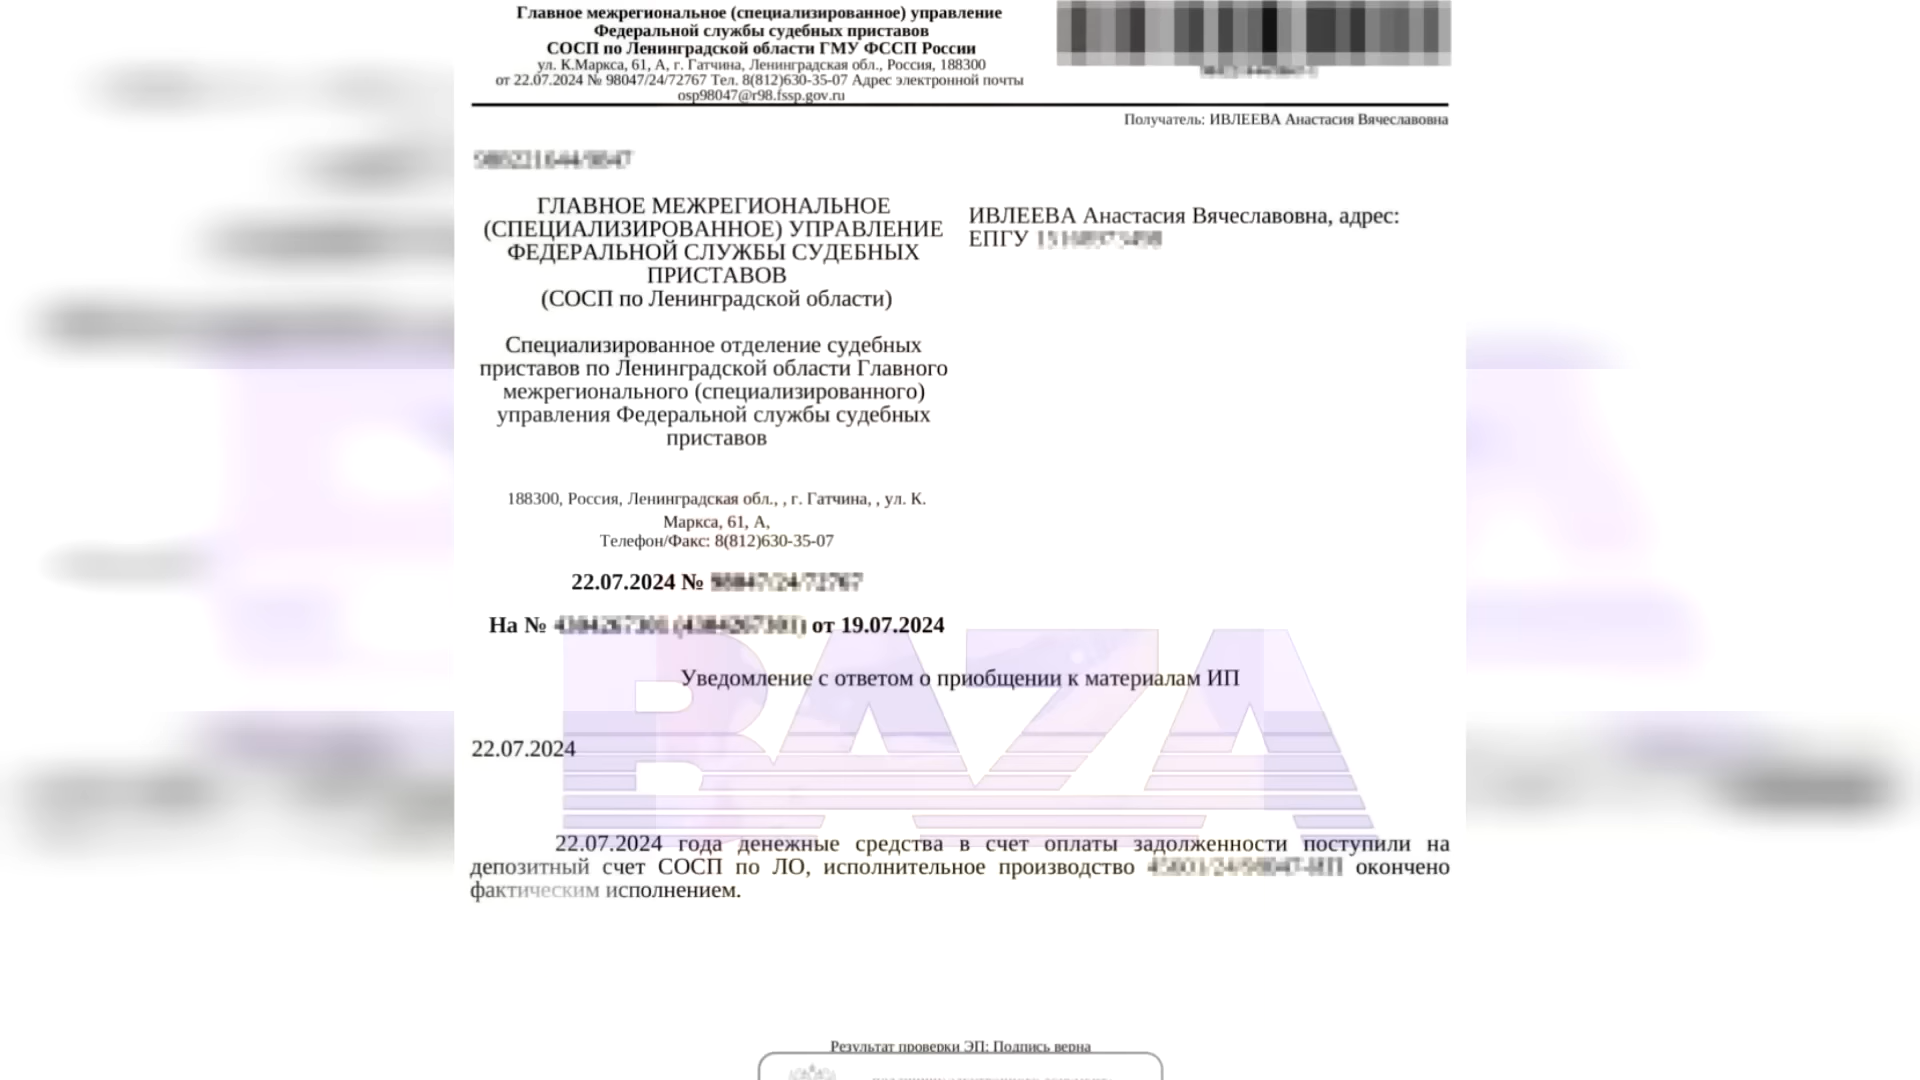 Главное межрегиональное (специализированное) управление
Федеральной службы судебных приставов
СОСП по Ленинградской области ГМУ ФССП России
ул. К.Маркса, 61, А, г. Гатчина, Ленинградская обл., Россия, 188300
от 22.07.2024 № 98047/24/72767 Тел. 8(812)630-35-07 Адрес электронной почты
osp98047@r98.fssp.gov.ru
Получатель: ИВЛЕЕВА Анастасия Вячеславовна
ГЛАВНОЕ МЕЖРЕГИОНАЛЬНОЕ
(СПЕЦИАЛИЗИРОВАННОЕ) УПРАВЛЕНИЕ
ФЕДЕРАЛЬНОЙ СЛУЖБЫ СУДЕБНЫХ
ПРИСТАВОВ
(СОСП по Ленинградской области)
ИВЛЕЕВА Анастасия Вячеславовна, адрес:
ЕПГУ
Специализированное отделение судебных
приставов по Ленинградской области Главного
межрегионального (специализированного)
управления Федеральной службы судебных
приставов
188300, Россия, Ленинградская обл., , г. Гатчина, , ул. К.
Маркса, 61, А,
Телефон/Факс: 8(812)630-35-07
22.07.2024 №
На № от 19.07.2024
BAZA
Уведомление с ответом о приобщении к материалам ИП
22.07.2024
22.07.2024 года денежные средства в счет оплаты задолженности поступили на
депозитный счет СОСП по ЛО, исполнительное производство окончено
фактическим исполнением.
Результат проверки ЭП: Подпись верна